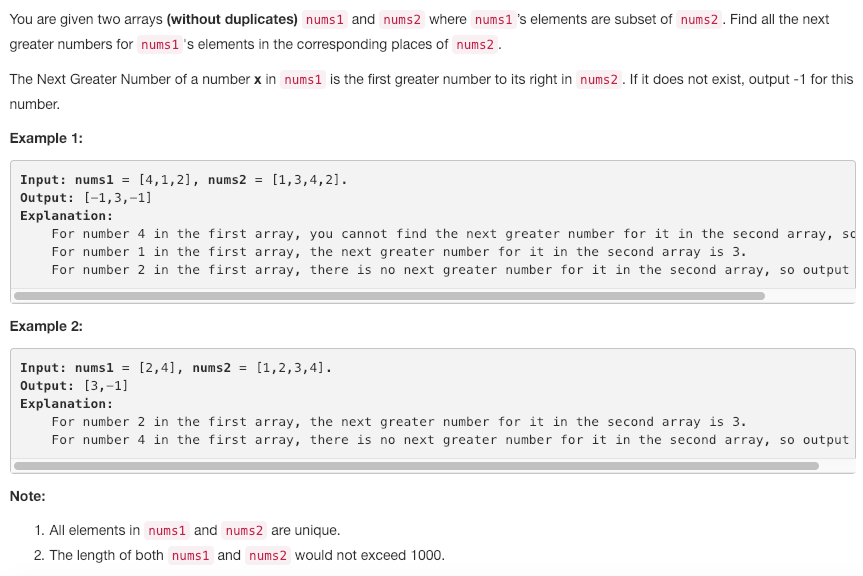 You are given two arrays (without duplicates) nums1 and nums2 where nums1 's elements are subset of nums2 . Find all the next
greater numbers for nums1 's elements in the corresponding places of nums2 .
The Next Greater Number of a number x in nums1 is the first greater number to its right in nums2 . If it does not exist, output -1 for this
number.
Example 1:
Input: nums1 = [4,1,2], nums2 = [1,3,4,2].
Output: [-1,3,-1]
Explanation:
For number 4 in the first array, you cannot find the next greater number for it in the second array, so
For number 1 in the first array, the next greater number for it in the second array is 3.
For number 2 in the first array, there is no next greater number for it in the second array, so output
Example 2:
Input: nums1 = [2,4], nums2 = [1,2,3,4].
Output: [3,-1]
Explanation:
For number 2 in the first array, the next greater number for it in the second array is 3.
For number 4 in the first array, there is no next greater number for it in the second array, so output
Note:
1. All elements in nums1 and nums2 are unique.
2. The length of both nums1 and nums2 would not exceed 1000.